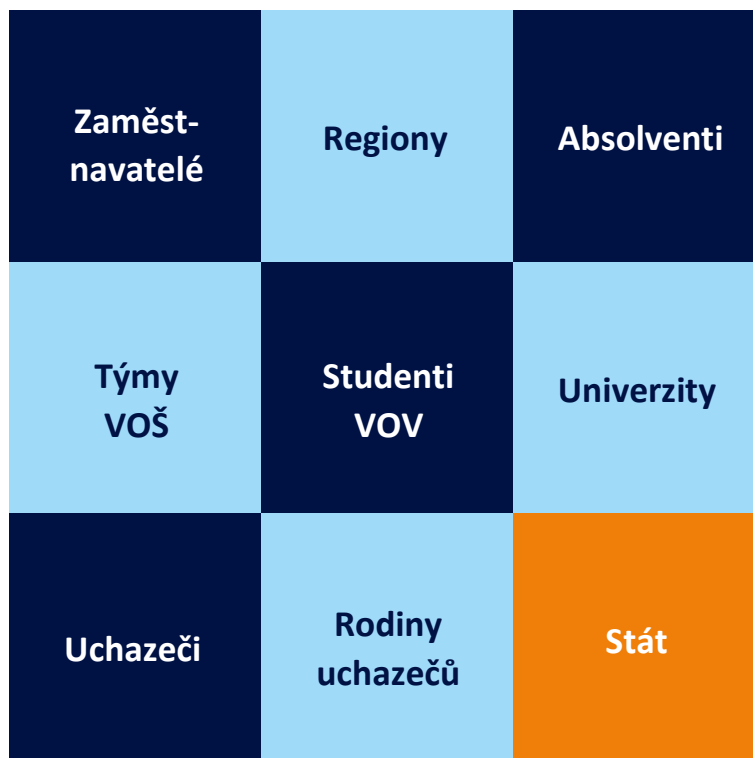 Zaměst-
navatelé
Regiony
Absolventi
Týmy
VOŠ
Studenti
VOV
Univerzity
Uchazeči
Rodiny
uchazečů
Stát